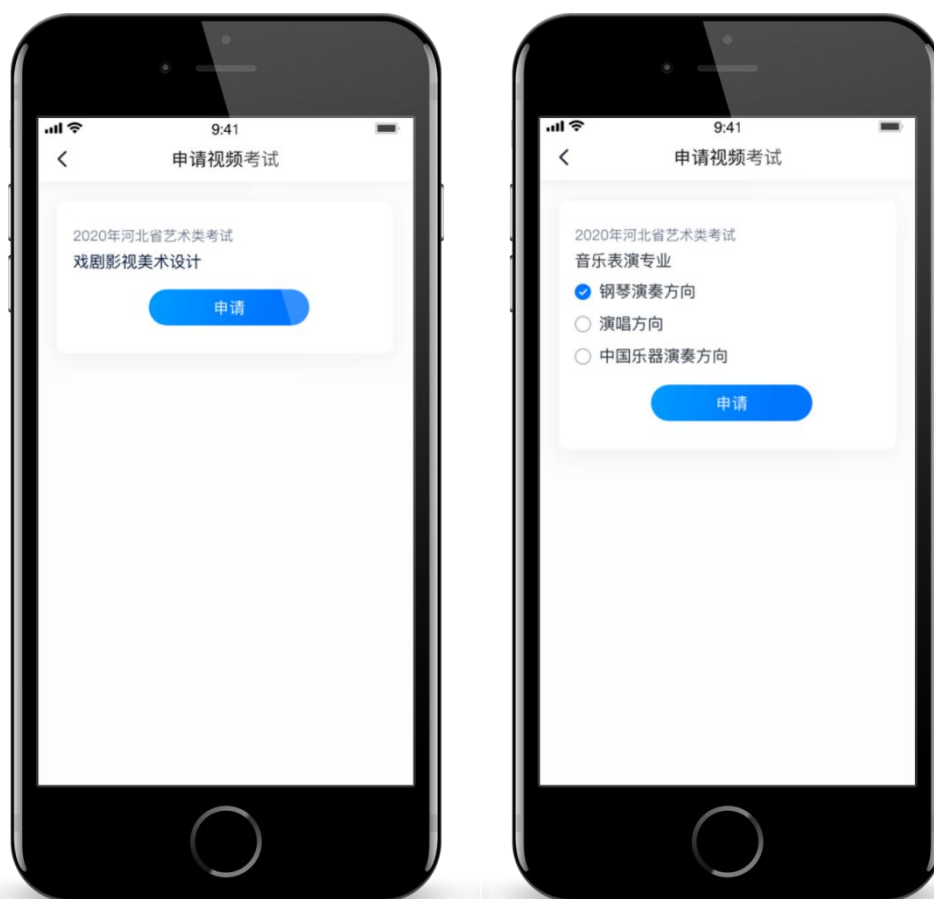 9:41
申请视频考试
2020年河北省艺术类考试
戏剧影视美术设计
申请
9:41
申请视频考试
2020年河北省艺术类考试
音乐表演专业
钢琴演奏方向
演唱方向
中国乐器演奏方向
申请